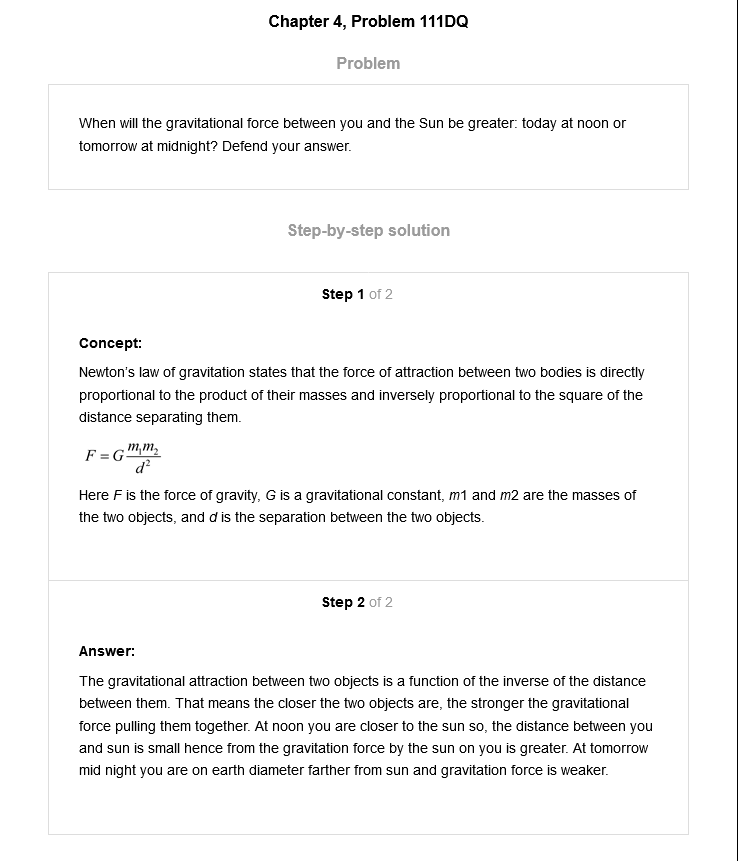 Chapter 4, Problem 111DQ
Problem
When will the gravitational force between you and the Sun be greater: today at noon or
tomorrow at midnight? Defend your answer.
Step-by-step solution
Step 1 of 2
Concept:
Newton's law of gravitation states that the force of attraction between two bodies is directly
proportional to the product of their masses and inversely proportional to the square of the
distance separating them.
F = G m₁m₂ / d²
Here F is the force of gravity, G is a gravitational constant, m1 and m2 are the masses of
the two objects, and d is the separation between the two objects.
Step 2 of 2
Answer:
The gravitational attraction between two objects is a function of the inverse of the distance
between them. That means the closer the two objects are, the stronger the gravitational
force pulling them together. At noon you are closer to the sun so, the distance between you
and sun is small hence from the gravitation force by the sun on you is greater. At tomorrow
mid night you are on earth diameter farther from sun and gravitation force is weaker.